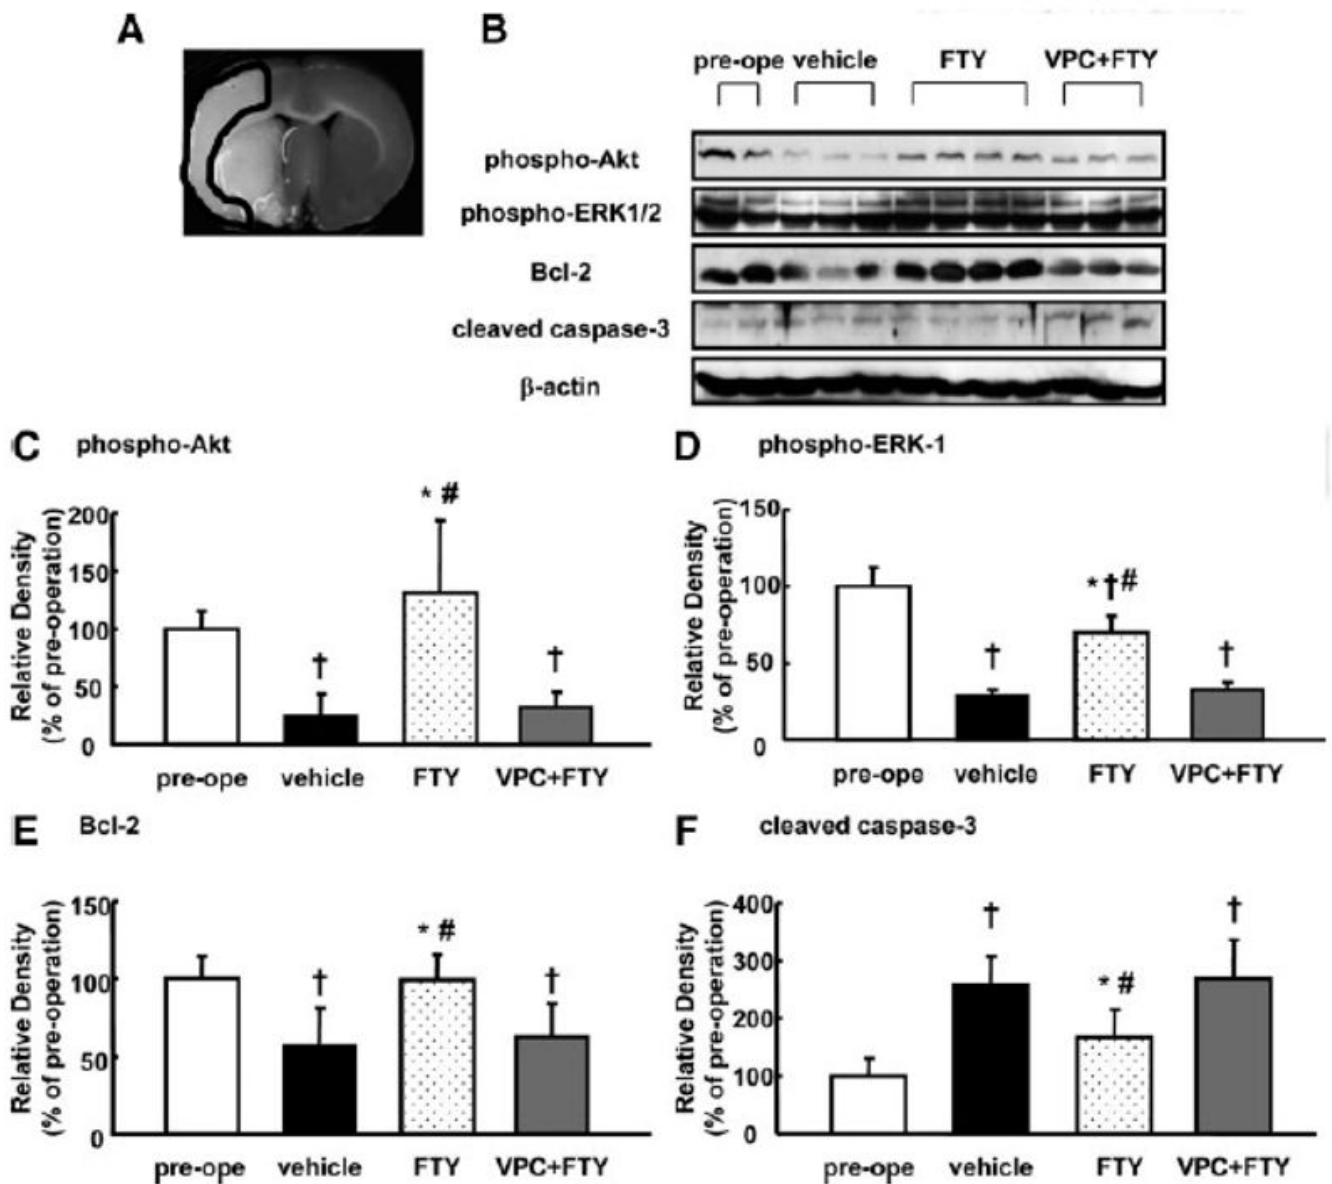 A
B
pre-ope vehicle FTY VPC+FTY
phospho-Akt
phospho-ERK1/2
Bcl-2
cleaved caspase-3
β-actin
C phospho-Akt
Relative Density
(% of pre-operation)
200
150
100
50
0
* #
†
†
pre-ope vehicle FTY VPC+FTY
D phospho-ERK-1
Relative Density
(% of pre-operation)
150
100
50
0
*†#
†
†
pre-ope vehicle FTY VPC+FTY
E Bcl-2
Relative Density
(% of pre-operation)
150
100
50
0
* #
†
†
pre-ope vehicle FTY VPC+FTY
F cleaved caspase-3
Relative Density
(% of pre-operation)
400
300
200
100
0
†
* #
†
pre-ope vehicle FTY VPC+FTY